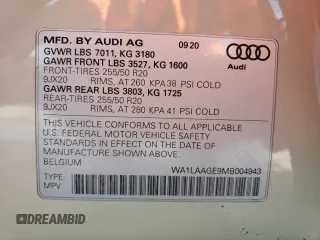 MFD. BY AUDI AG 09 20
GVWR LBS 7011, KG 3180
GAWR FRONT LBS 3527, KG 1600
FRONT-TIRES 255/50 R20
9JX20 RIMS, AT 260 KPA 38 PSI COLD
GAWR REAR LBS 3803, KG 1725
REAR-TIRES 255/50 R20
9JX20 RIMS, AT 280 KPA 41 PSI COLD
Audi
THIS VEHICLE CONFORMS TO ALL APPLICABLE
U.S. FEDERAL MOTOR VEHICLE SAFETY STANDARDS
IN EFFECT ON THE DATE OF
MANUFACTURE SHOWN ABOVE.
BELGIUM
WA1LAAGE9MB004943
TYPE:
MPV
DREAMBID